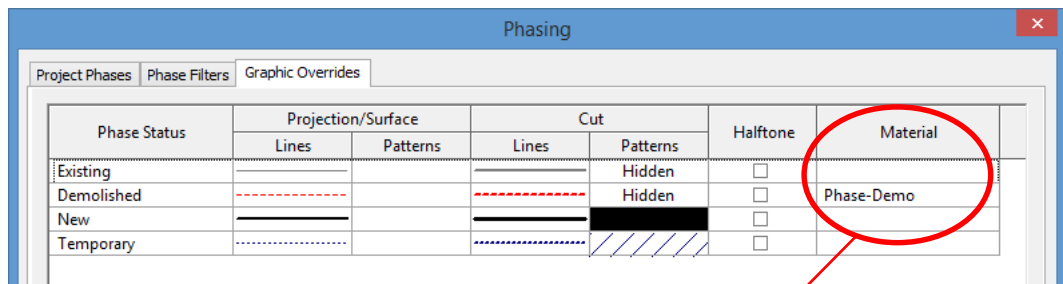 Phasing
Project Phases Phase Filters Graphic Overrides
Phase Status Projection/Surface Cut Halftone Material
Lines Patterns Lines Patterns
Existing Hidden
Demolished Hidden Phase-Demo
New
Temporary